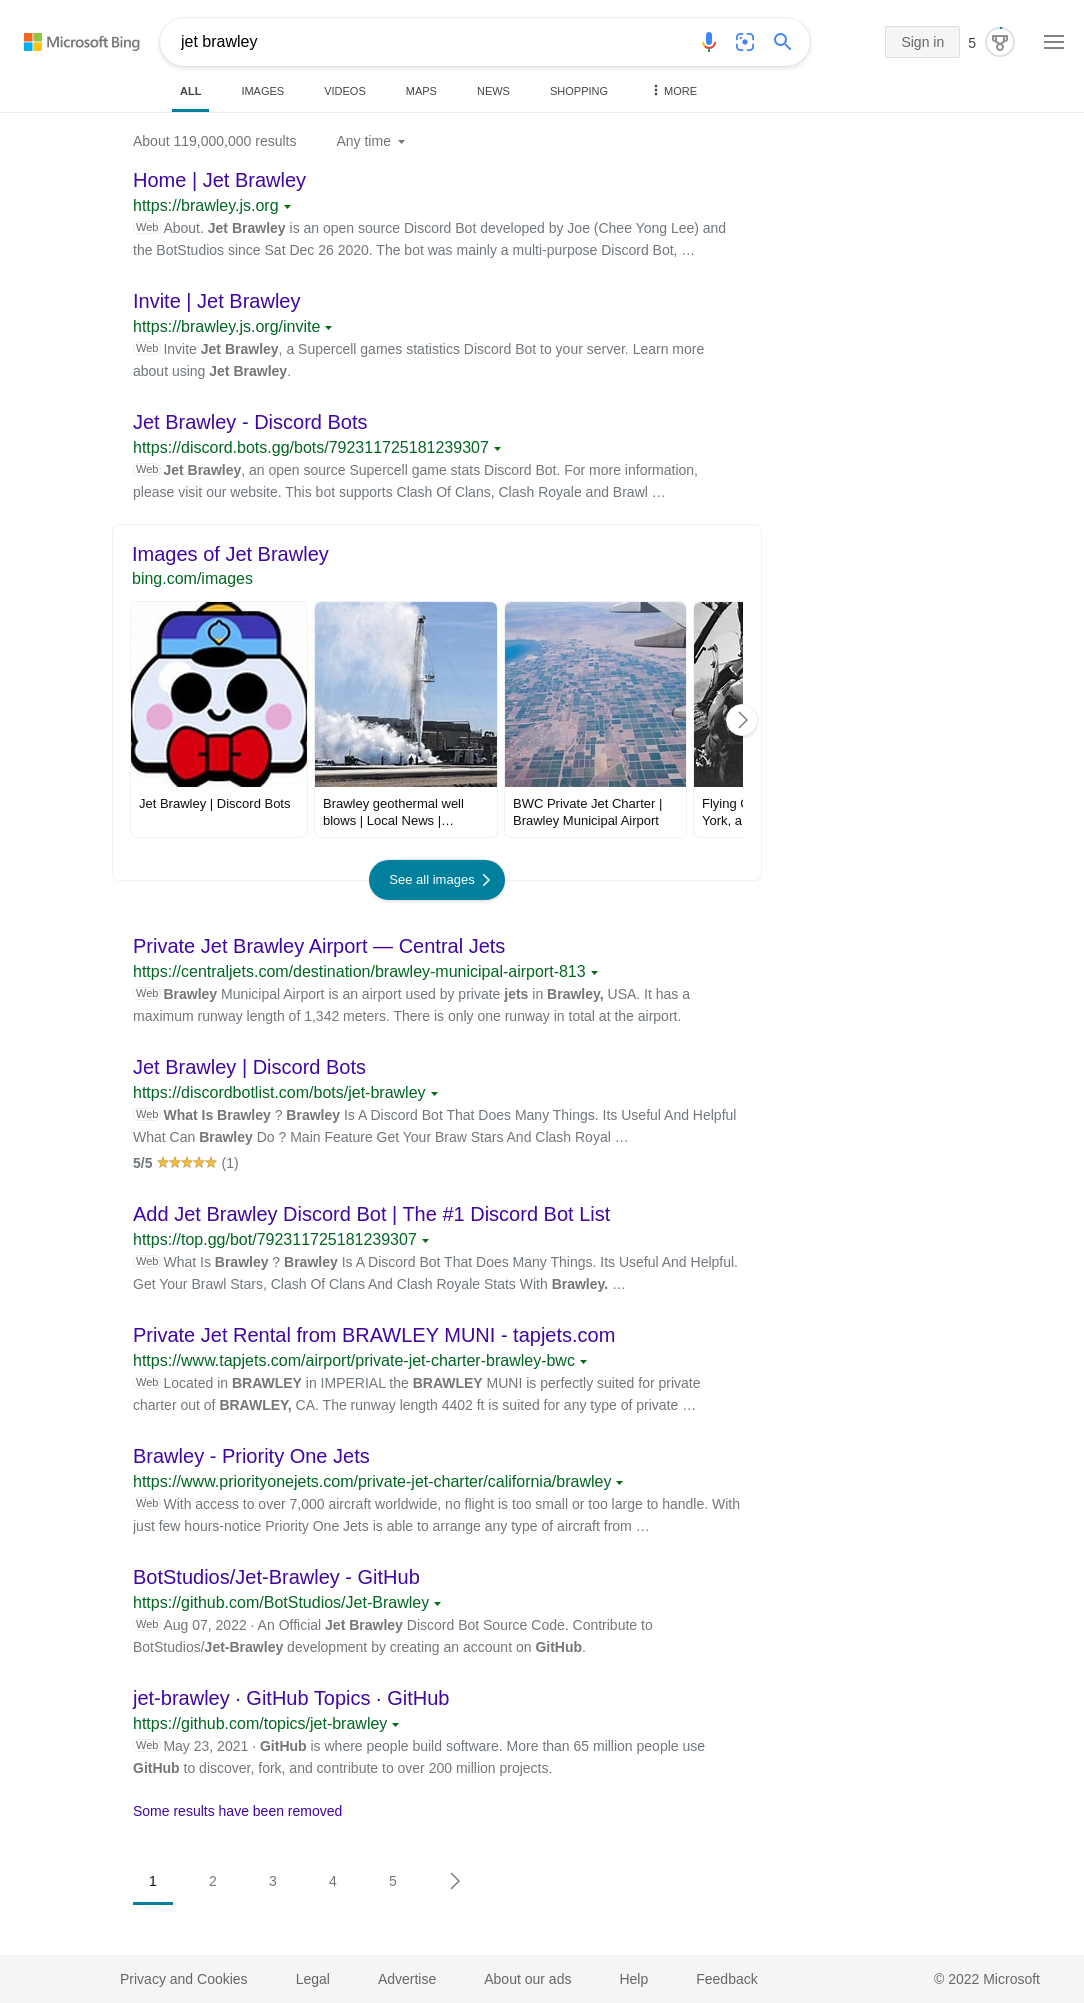 Microsoft Bing
jet brawley
Sign in
5
ALL IMAGES VIDEOS MAPS NEWS SHOPPING MORE
About 119,000,000 results Any time
Home | Jet Brawley
https://brawley.js.org
Web About. Jet Brawley is an open source Discord Bot developed by Joe (Chee Yong Lee) and
the BotStudios since Sat Dec 26 2020. The bot was mainly a multi-purpose Discord Bot, …
Invite | Jet Brawley
https://brawley.js.org/invite
Web Invite Jet Brawley, a Supercell games statistics Discord Bot to your server. Learn more
about using Jet Brawley.
Jet Brawley - Discord Bots
https://discord.bots.gg/bots/792311725181239307
Web Jet Brawley, an open source Supercell game stats Discord Bot. For more information,
please visit our website. This bot supports Clash Of Clans, Clash Royale and Brawl …
Images of Jet Brawley
bing.com/images
Jet Brawley | Discord Bots
Brawley geothermal well
blows | Local News |…
BWC Private Jet Charter |
Brawley Municipal Airport
Flying
York, a
See all images
Private Jet Brawley Airport — Central Jets
https://centraljets.com/destination/brawley-municipal-airport-813
Web Brawley Municipal Airport is an airport used by private jets in Brawley, USA. It has a
maximum runway length of 1,342 meters. There is only one runway in total at the airport.
Jet Brawley | Discord Bots
https://discordbotlist.com/bots/jet-brawley
Web What Is Brawley ? Brawley Is A Discord Bot That Does Many Things. Its Useful And Helpful
What Can Brawley Do ? Main Feature Get Your Braw Stars And Clash Royal …
5/5 (1)
Add Jet Brawley Discord Bot | The #1 Discord Bot List
https://top.gg/bot/792311725181239307
Web What Is Brawley ? Brawley Is A Discord Bot That Does Many Things. Its Useful And Helpful.
Get Your Brawl Stars, Clash Of Clans And Clash Royale Stats With Brawley. …
Private Jet Rental from BRAWLEY MUNI - tapjets.com
https://www.tapjets.com/airport/private-jet-charter-brawley-bwc
Web Located in BRAWLEY in IMPERIAL the BRAWLEY MUNI is perfectly suited for private
charter out of BRAWLEY, CA. The runway length 4402 ft is suited for any type of private …
Brawley - Priority One Jets
https://www.priorityonejets.com/private-jet-charter/california/brawley
Web With access to over 7,000 aircraft worldwide, no flight is too small or too large to handle. With
just few hours-notice Priority One Jets is able to arrange any type of aircraft from …
BotStudios/Jet-Brawley - GitHub
https://github.com/BotStudios/Jet-Brawley
Web Aug 07, 2022 · An Official Jet Brawley Discord Bot Source Code. Contribute to
BotStudios/Jet-Brawley development by creating an account on GitHub.
jet-brawley · GitHub Topics · GitHub
https://github.com/topics/jet-brawley
Web May 23, 2021 · GitHub is where people build software. More than 65 million people use
GitHub to discover, fork, and contribute to over 200 million projects.
Some results have been removed
1 2 3 4 5
Privacy and Cookies Legal Advertise About our ads Help Feedback © 2022 Microsoft